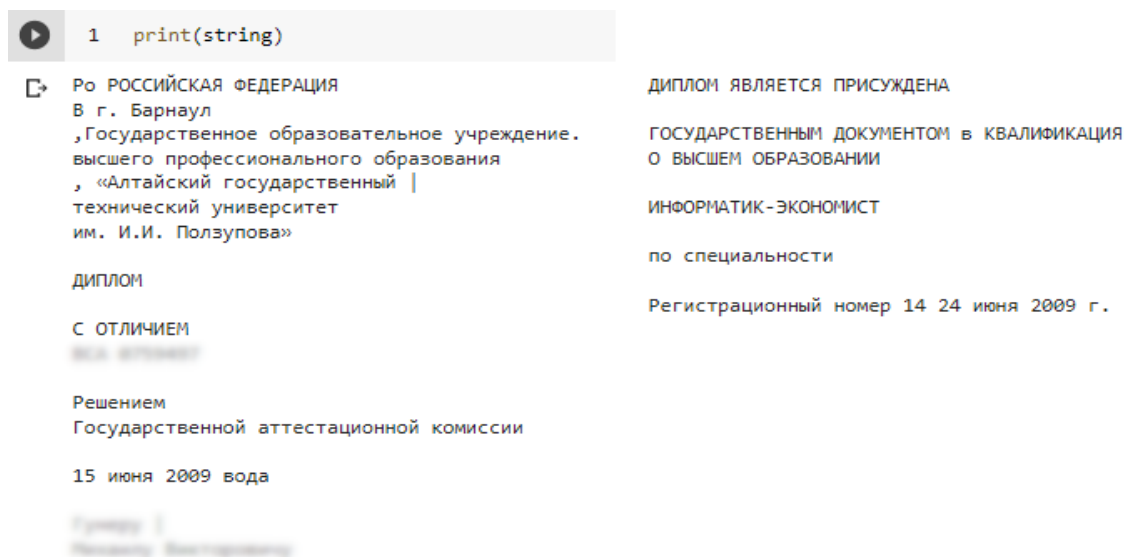 1 print(string)
Ро РОССИЙСКАЯ ФЕДЕРАЦИЯ
В г. Барнаул
,Государственное образовательное учреждение.
высшего профессионального образования
, «Алтайский государственный |
технический университет
им. И.И. Ползупова»
ДИПЛОМ
С ОТЛИЧИЕМ
Решением
Государственной аттестационной комиссии
15 июня 2009 вода
ДИПЛОМ ЯВЛЯЕТСЯ ПРИСУЖДЕНА
ГОСУДАРСТВЕННЫМ ДОКУМЕНТОМ в КВАЛИФИКАЦИЯ
О ВЫСШЕМ ОБРАЗОВАНИИ
ИНФОРМАТИК-ЭКОНОМИСТ
по специальности
Регистрационный номер 14 24 июня 2009 г.